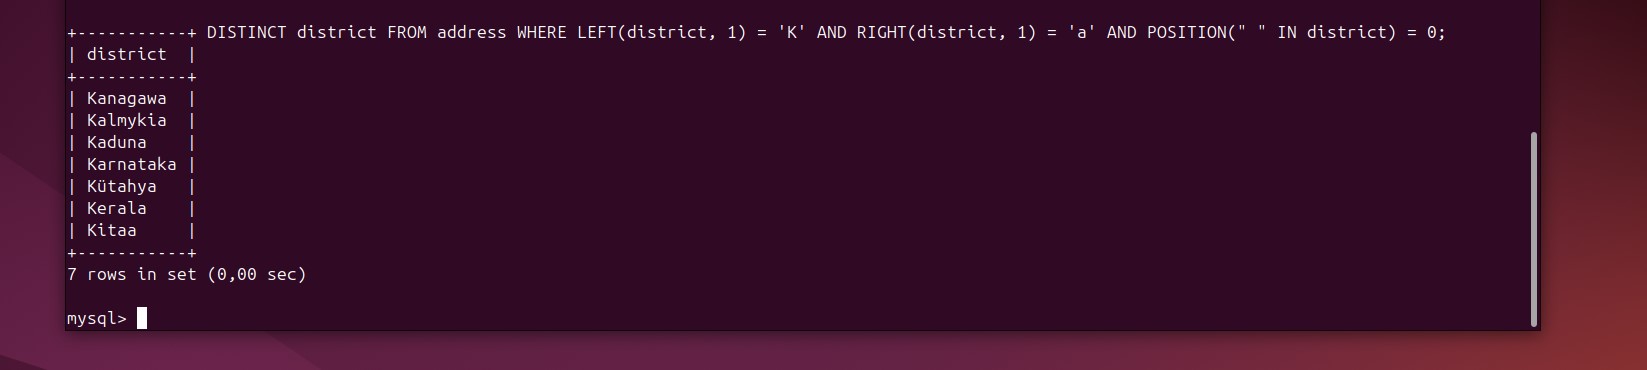 +-----------+ DISTINCT district FROM address WHERE LEFT(district, 1) = 'K' AND RIGHT(district, 1) = 'a' AND POSITION(" " IN district) = 0;
| district  |
+-----------+
| Kanagawa  |
| Kalmykia  |
| Kaduna    |
| Karnataka |
| Kütahya   |
| Kerala    |
| Kitaa     |
+-----------+
7 rows in set (0,00 sec)
mysql>